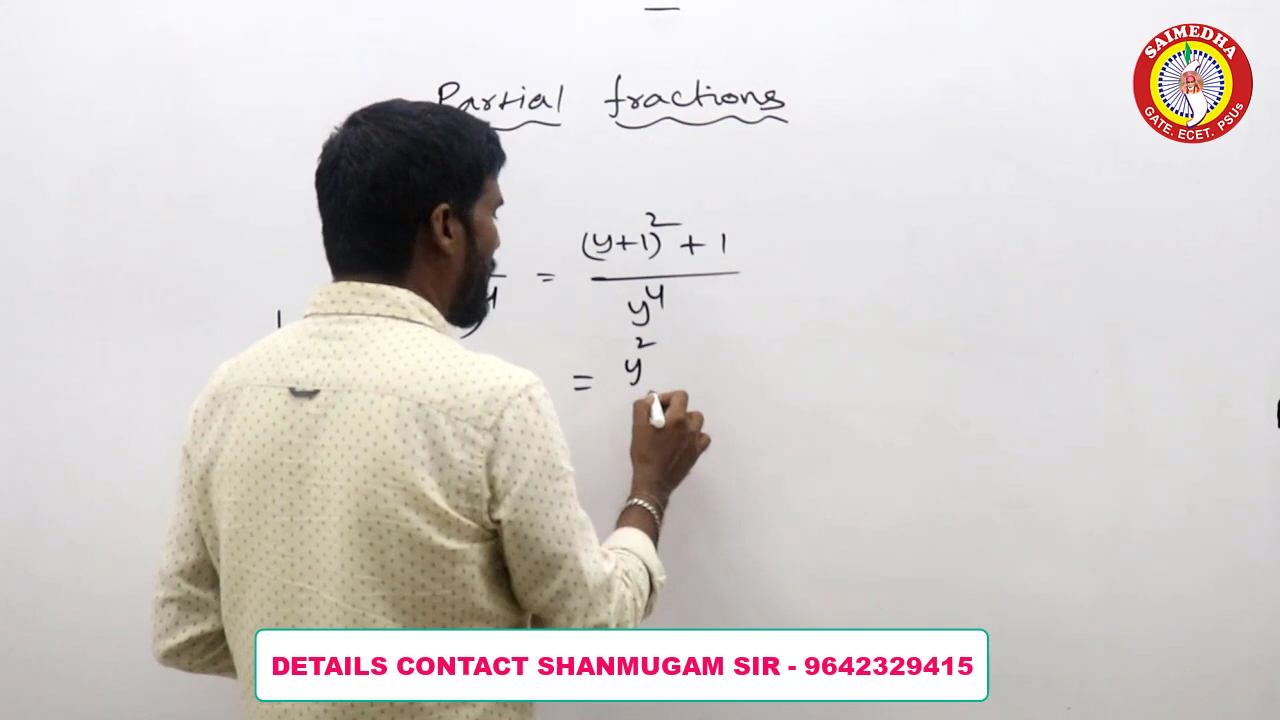 SAIMEDHA
GATE. ECET. PSUs
Partial fractions
= (y+1)² + 1
y⁴
= y²
DETAILS CONTACT SHANMUGAM SIR - 9642329415